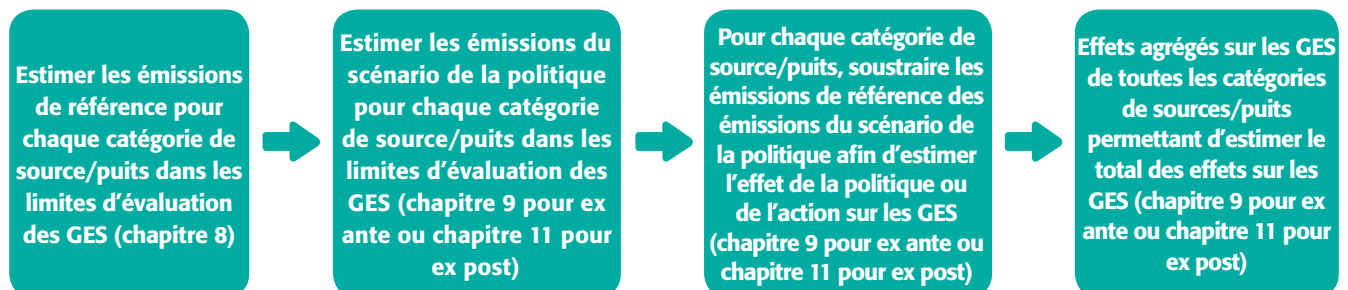 Estimer les émissions
de référence pour
chaque catégorie de
source/puits dans les
limites d’évaluation
des GES (chapitre 8)
Estimer les émissions du
scénario de la politique
pour chaque catégorie
de source/puits dans les
limites d’évaluation des
GES (chapitre 9 pour ex
ante ou chapitre 11 pour
ex post)
Pour chaque catégorie de
source/puits, soustraire les
émissions de référence des
émissions du scénario de
la politique afin d’estimer
l’effet de la politique ou
de l’action sur les GES
(chapitre 9 pour ex ante ou
chapitre 11 pour ex post)
Effets agrégés sur les GES
de toutes les catégories
de sources/puits
permettant d’estimer le
total des effets sur les
GES (chapitre 9 pour ex
ante ou chapitre 11 pour
ex post)